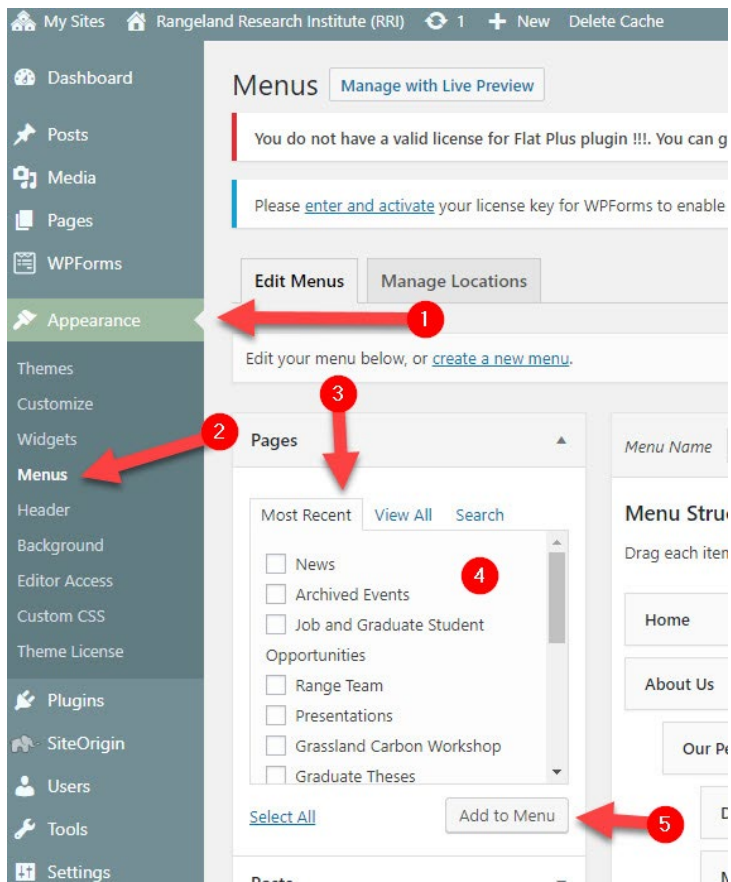 My Sites Rangeland Research Institute (RRI) 1 New Delete Cache
Dashboard
Posts
Media
Pages
WPForms
Appearance
Themes
Customize
Widgets
Menus
Header
Background
Editor Access
Custom CSS
Theme License
Plugins
SiteOrigin
Users
Tools
Settings
Menus Manage with Live Preview
You do not have a valid license for Flat Plus plugin !!!. You can g
Please enter and activate your license key for WPForms to enable
Edit Menus Manage Locations
1
Edit your menu below, or create a new menu.
3
2
Pages
Most Recent View All Search
News
4
Archived Events
Job and Graduate Student
Opportunities
Range Team
Presentations
Grassland Carbon Workshop
Graduate Theses
Select All Add to Menu
5
Menu Name
Menu Stru
Drag each iten
Home
About Us
Our Pe